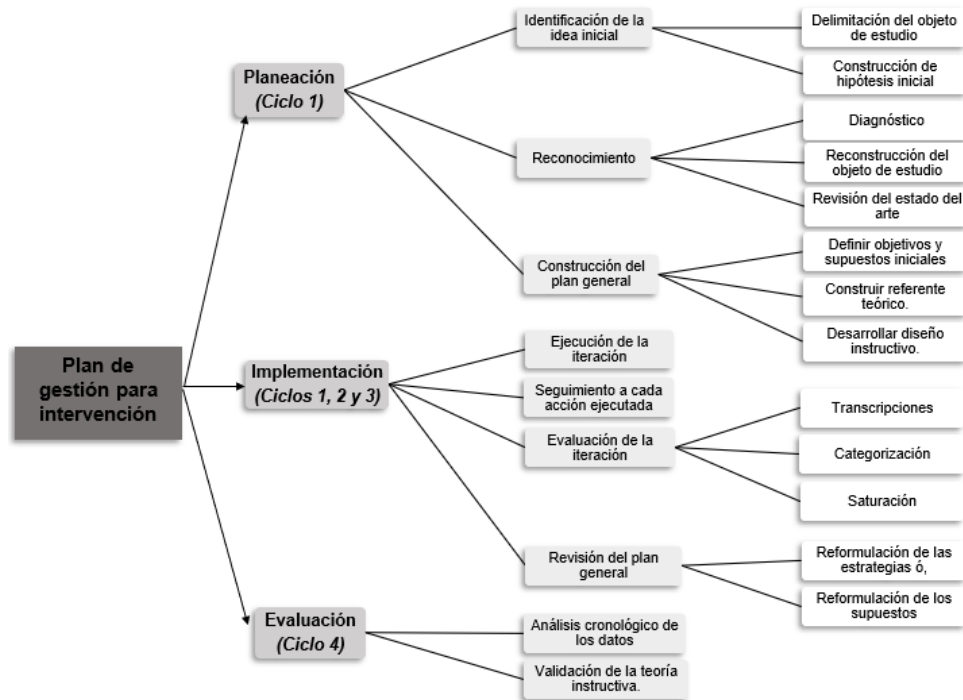 Plan de
gestión para
intervención
Planeación
(Ciclo 1)
Identificación de la
idea inicial
Delimitación del objeto
de estudio
Construcción de
hipótesis inicial
Reconocimiento
Diagnóstico
Reconstrucción del
objeto de estudio
Revisión del estado del
arte
Construcción del
plan general
Definir objetivos y
supuestos iniciales
Construir referente
teórico.
Desarrollar diseño
instructivo.
Implementación
(Ciclos 1, 2 y 3)
Ejecución de la
iteración
Seguimiento a cada
acción ejecutada
Evaluación de la
iteración
Transcripciones
Categorización
Saturación
Revisión del plan
general
Reformulación de las
estrategias ó,
Reformulación de los
supuestos
Evaluación
(Ciclo 4)
Análisis cronológico de
los datos
Validación de la teoría
instructiva.